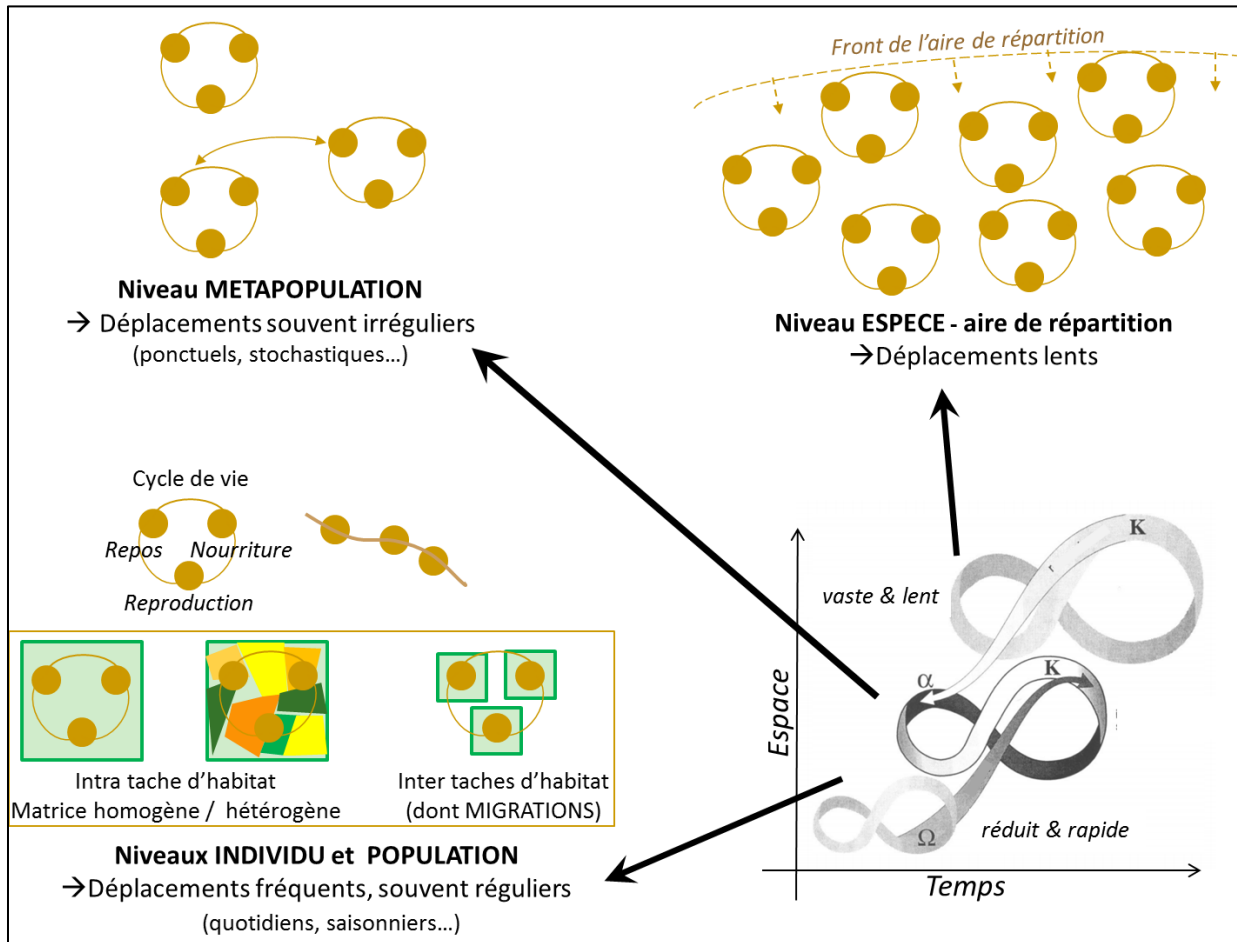 Front de l'aire de répartition
Niveau METAPOPULATION
→ Déplacements souvent irréguliers
(ponctuels, stochastiques…)
Niveau ESPECE - aire de répartition
→Déplacements lents
Cycle de vie
Repos Nourriture
Reproduction
Intra tache d'habitat
Matrice homogène / hétérogène
Inter taches d'habitat
(dont MIGRATIONS)
Niveaux INDIVIDU et POPULATION
→Déplacements fréquents, souvent réguliers
(quotidiens, saisonniers…)
Espace
vaste & lent
K
r
α
K
Ω
réduit & rapide
Temps